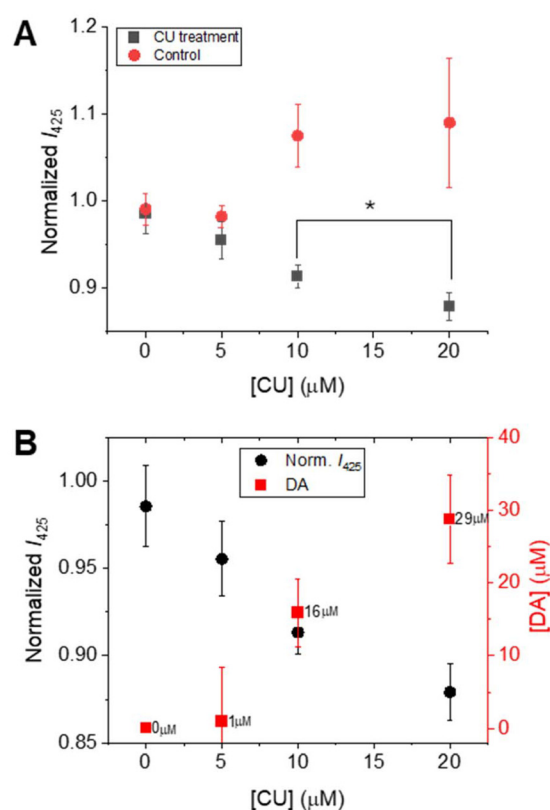 A
CU treatment
Control
Normalized I425
1.2
1.1
1.0
0.9
*
0 5 10 15 20
[CU] (μM)
B
Norm. I425
DA
Normalized I425
1.00
0.95
0.90
0.85
40
30
20
10
0
[DA] (μM)
0μM
1μM
16μM
29μM
0 5 10 15 20
[CU] (μM)